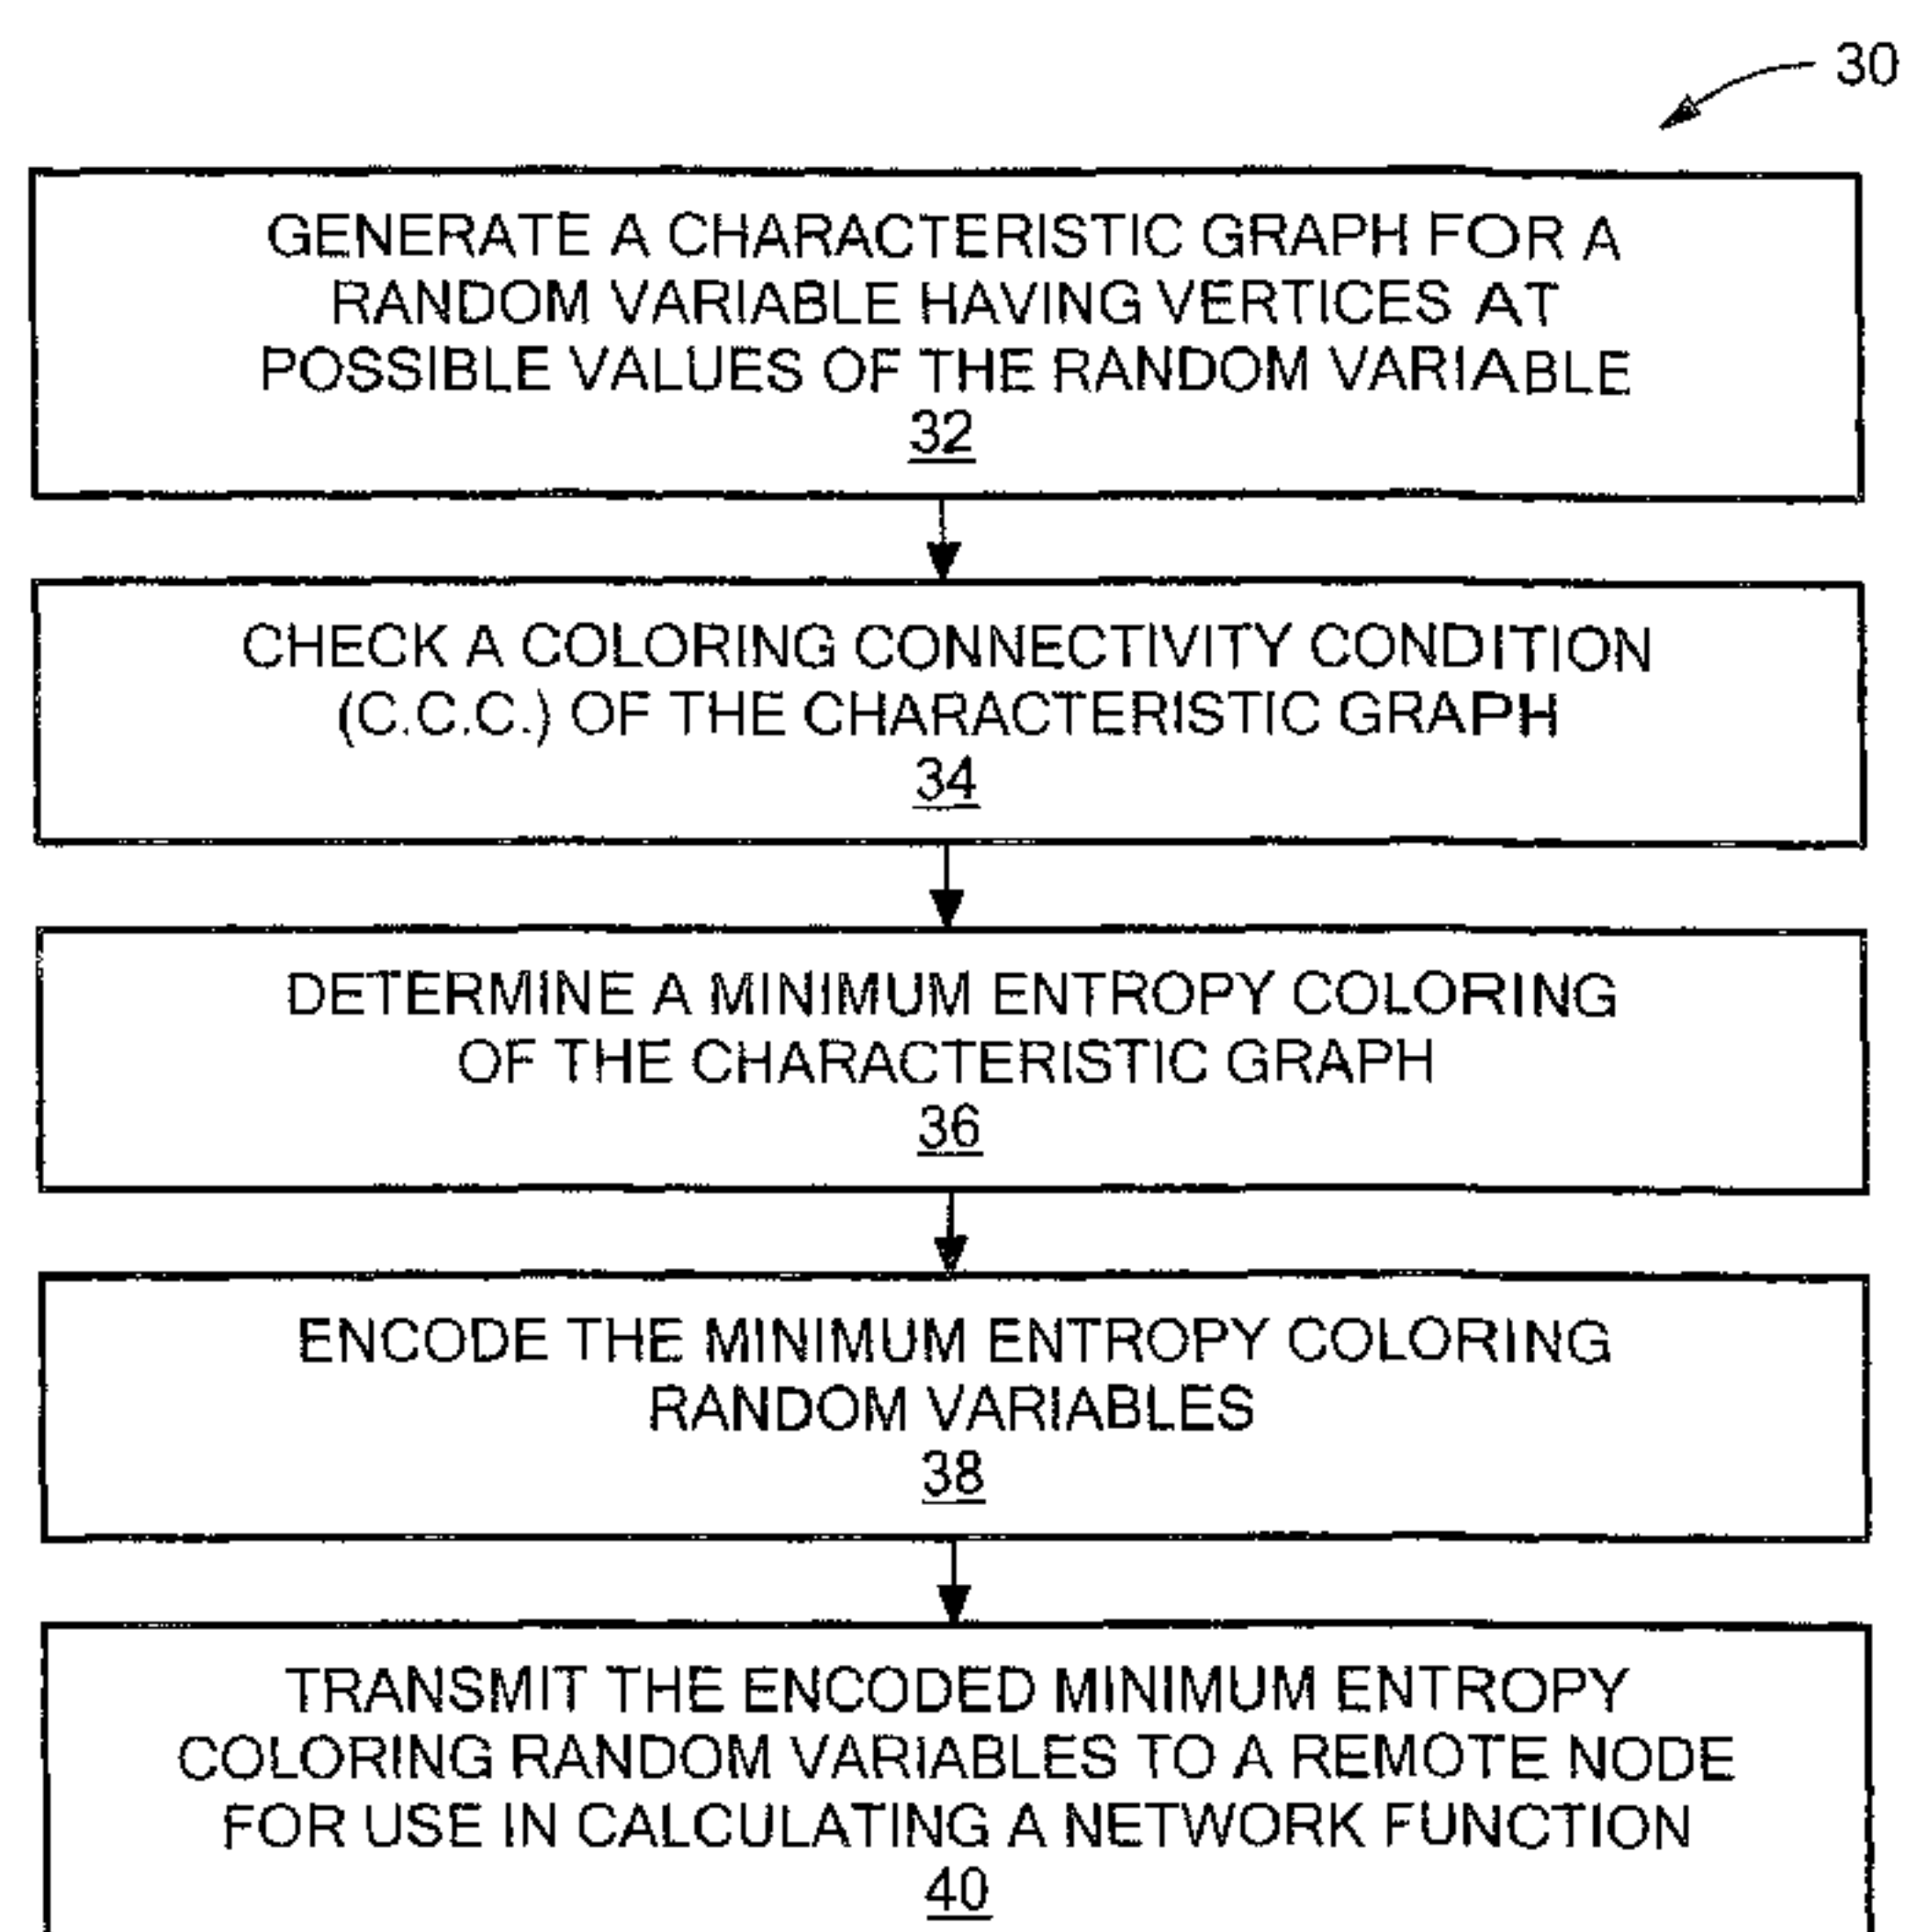 30
GENERATE A CHARACTERISTIC GRAPH FOR A
RANDOM VARIABLE HAVING VERTICES AT
POSSIBLE VALUES OF THE RANDOM VARIABLE
32
CHECK A COLORING CONNECTIVITY CONDITION
(C.C.C.) OF THE CHARACTERISTIC GRAPH
34
DETERMINE A MINIMUM ENTROPY COLORING
OF THE CHARACTERISTIC GRAPH
36
ENCODE THE MINIMUM ENTROPY COLORING
RANDOM VARIABLES
38
TRANSMIT THE ENCODED MINIMUM ENTROPY
COLORING RANDOM VARIABLES TO A REMOTE NODE
FOR USE IN CALCULATING A NETWORK FUNCTION
40